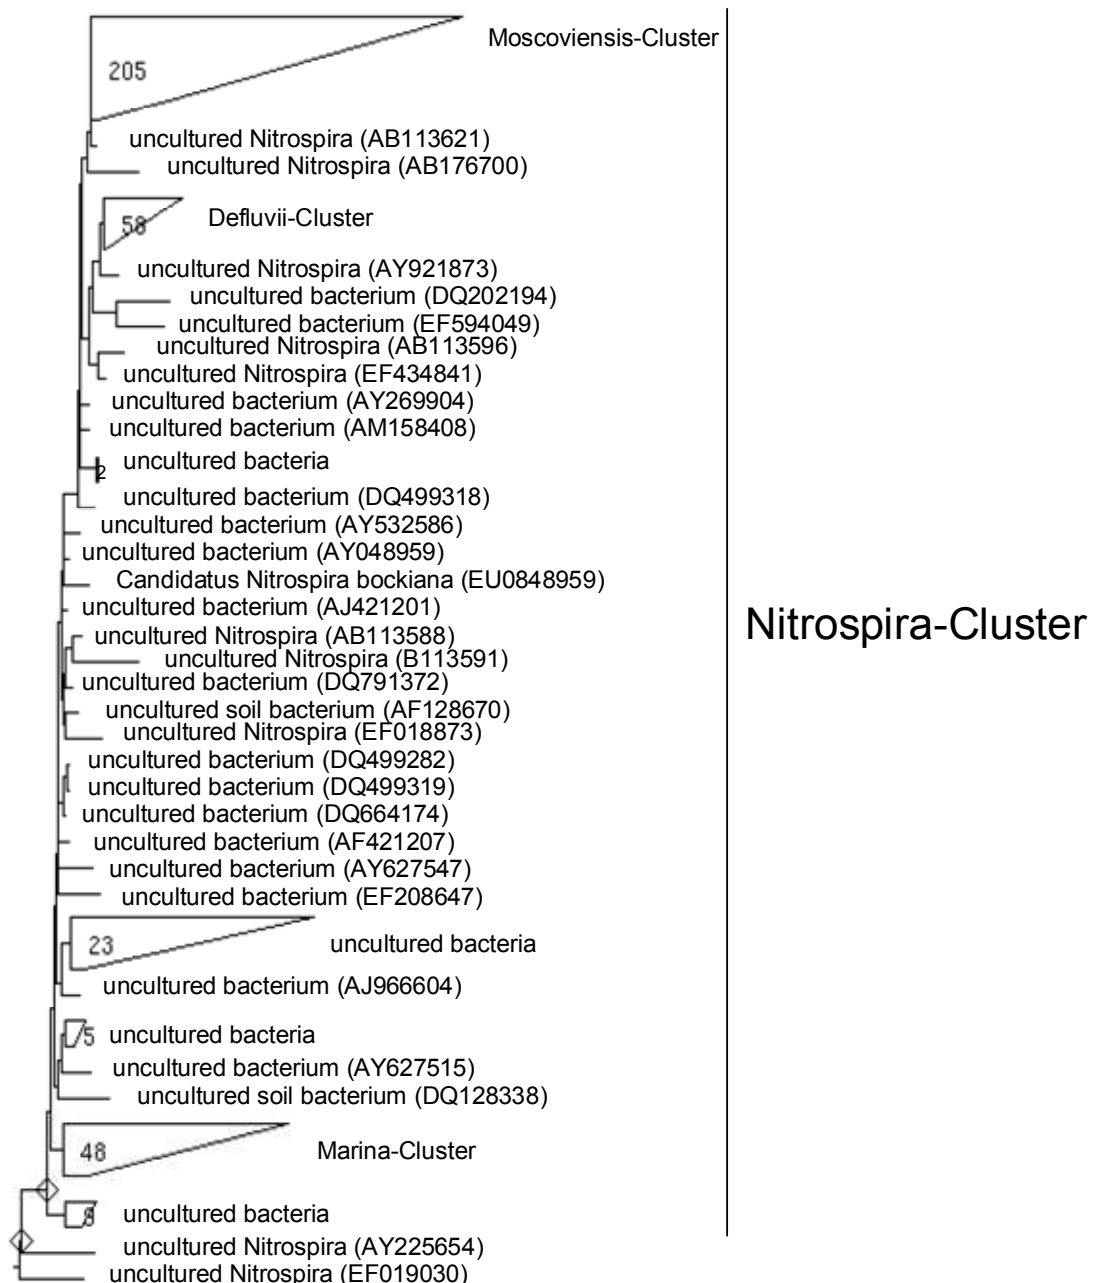 Moscoviensis-Cluster
205
uncultured Nitrospira (AB113621)
uncultured Nitrospira (AB176700)
58
Defluvii-Cluster
uncultured Nitrospira (AY921873)
uncultured bacterium (DQ202194)
uncultured bacterium (EF594049)
uncultured Nitrospira (AB113596)
uncultured Nitrospira (EF434841)
uncultured bacterium (AY269904)
uncultured bacterium (AM158408)
2
uncultured bacteria
uncultured bacterium (DQ499318)
uncultured bacterium (AY532586)
uncultured bacterium (AY048959)
Candidatus Nitrospira bockiana (EU0848959)
uncultured bacterium (AJ421201)
Nitrospira-Cluster
uncultured Nitrospira (AB113588)
uncultured Nitrospira (B113591)
uncultured bacterium (DQ791372)
uncultured soil bacterium (AF128670)
uncultured Nitrospira (EF018873)
uncultured bacterium (DQ499282)
uncultured bacterium (DQ499319)
uncultured bacterium (DQ664174)
uncultured bacterium (AF421207)
uncultured bacterium (AY627547)
uncultured bacterium (EF208647)
23
uncultured bacteria
uncultured bacterium (AJ966604)
5
uncultured bacteria
uncultured bacterium (AY627515)
uncultured soil bacterium (DQ128338)
48
Marina-Cluster
uncultured bacteria
uncultured Nitrospira (AY225654)
uncultured Nitrospira (EF019030)